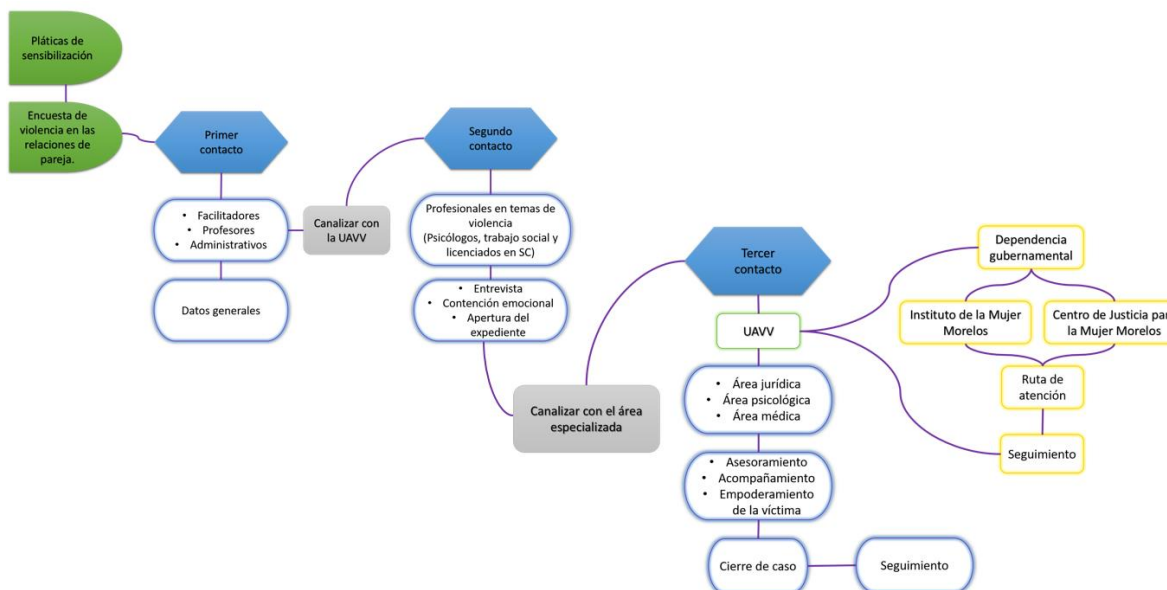 Pláticas de
sensibilización
Encuesta de
violencia en las
relaciones de
pareja.
Primer
contacto
• Facilitadores
• Profesores
• Administrativos
Datos generales
Canalizar con
la UAVV
Segundo
contacto
Profesionales en temas de
violencia
(Psicólogos, trabajo social y
licenciados en SC)
• Entrevista
• Contención emocional
• Apertura del
expediente
Canalizar con el área
especializada
Tercer
contacto
UAVV
• Área jurídica
• Área psicológica
• Área médica
• Asesoramiento
• Acompañamiento
• Empoderamiento
de la víctima
Cierre de caso
Seguimiento
Dependencia
gubernamental
Instituto de la Mujer
Morelos
Centro de Justicia para
la Mujer Morelos
Ruta de
atención
Seguimiento